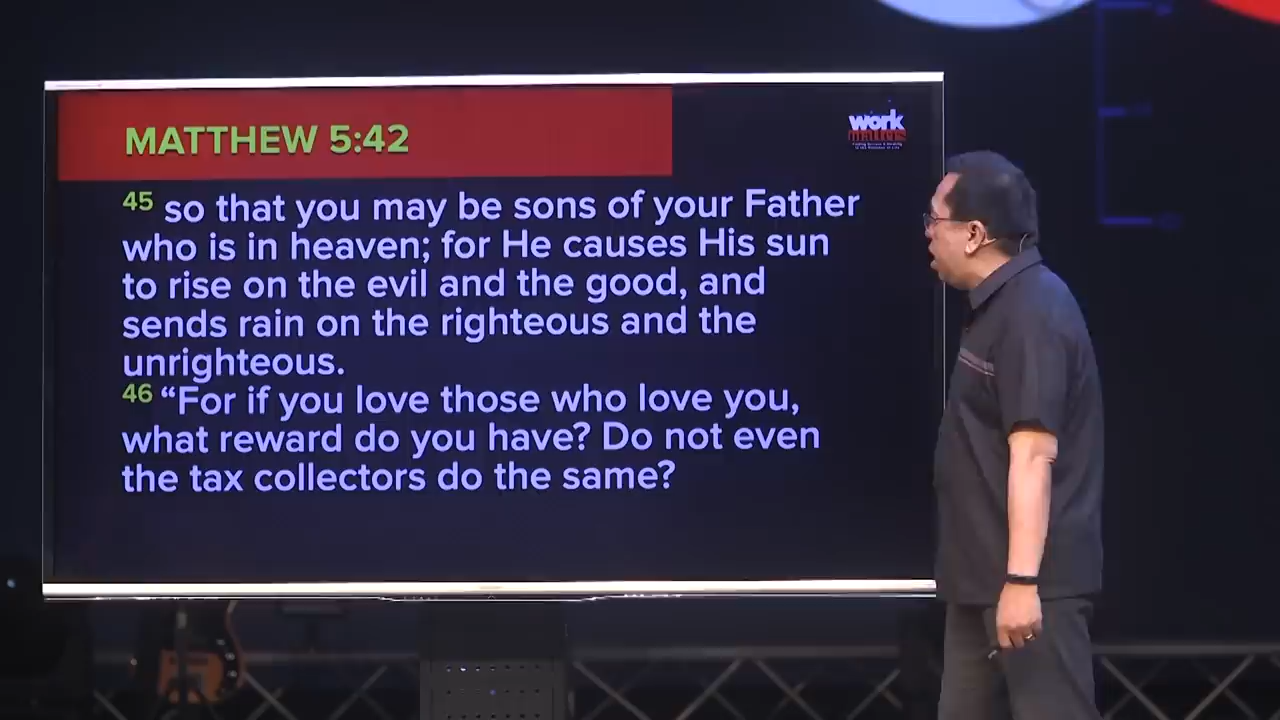 MATTHEW 5:42
work
matters
45 so that you may be sons of your Father
who is in heaven; for He causes His sun
to rise on the evil and the good, and
sends rain on the righteous and the
unrighteous.
46 “For if you love those who love you,
what reward do you have? Do not even
the tax collectors do the same?